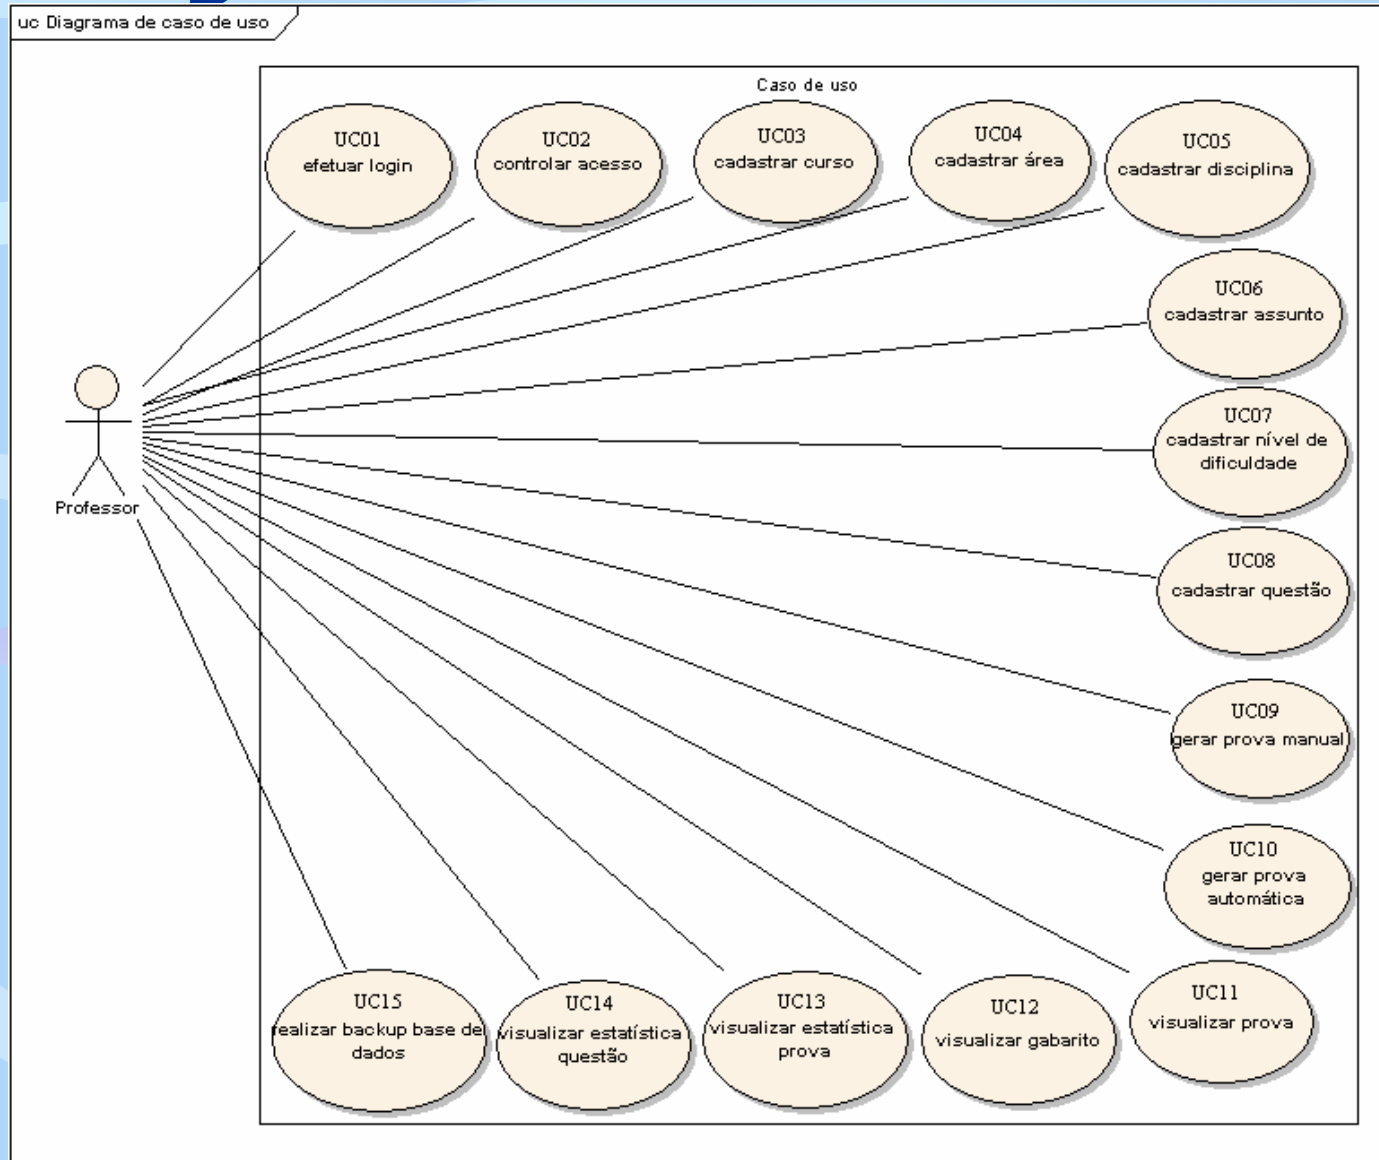 uc Diagrama de caso de uso
Caso de uso
UC01
efetuar login
UC02
controlar acesso
UC03
cadastrar curso
UC04
cadastrar área
UC05
cadastrar disciplina
UC06
cadastrar assunto
UC07
cadastrar nível de
dificuldade
Professor
UC08
cadastrar questão
UC09
gerar prova manual
UC10
gerar prova
automática
UC15
realizar backup base de
dados
UC14
visualizar estatística
questão
UC13
visualizar estatística
prova
UC12
visualizar gabarito
UC11
visualizar prova